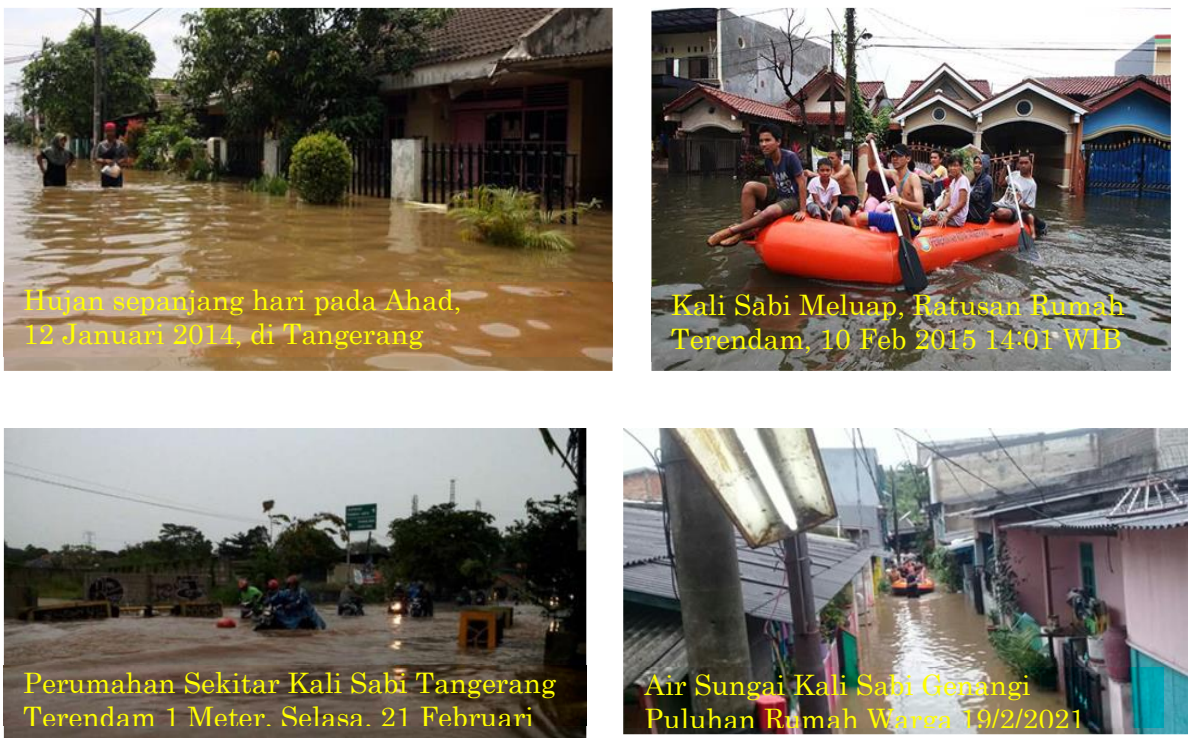 Hujan sepanjang hari pada Ahad,
12 Januari 2014, di Tangerang
Kali Sabi Meluap, Ratusan Rumah
Terendam, 10 Feb 2015 14:01 WIB
Perumahan Sekitar Kali Sabi Tangerang
Terendam 1 Meter, Selasa, 21 Februari
Air Sungai Kali Sabi Genangi
Puluhan Rumah Warga 19/2/2021